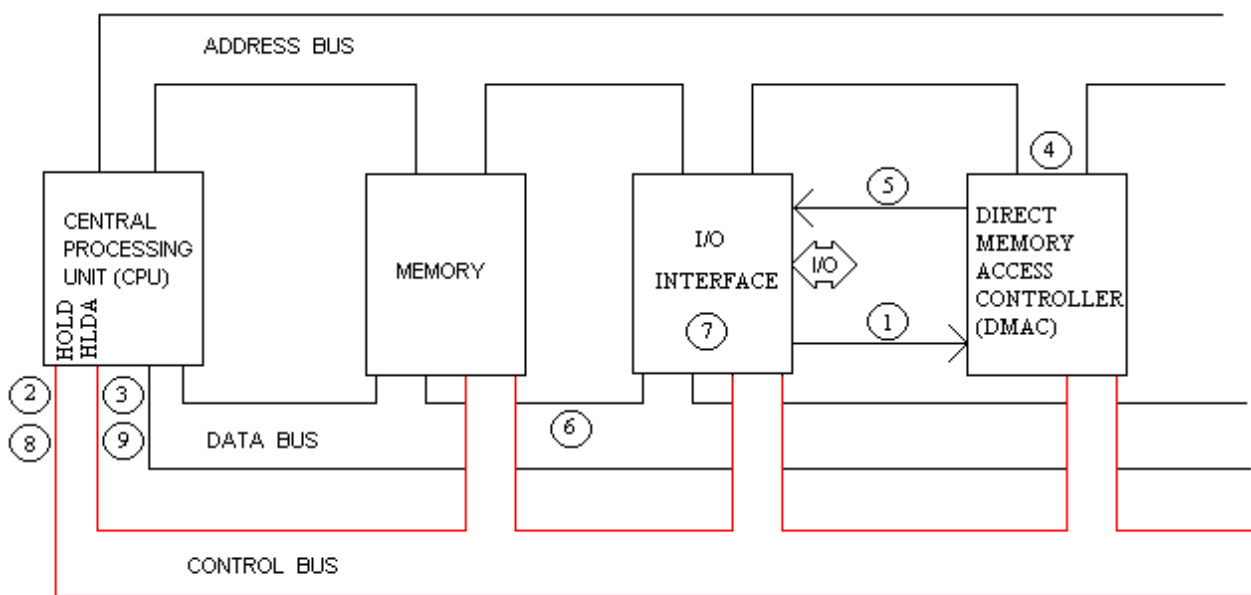 ADDRESS BUS
4
5
CENTRAL
PROCESSING
UNIT (CPU)
HOLD
HLDA
MEMORY
I/O
INTERFACE
7
I/O
1
DIRECT
MEMORY
ACCESS
CONTROLLER
(DMAC)
2
3
8
9
6
DATA BUS
CONTROL BUS